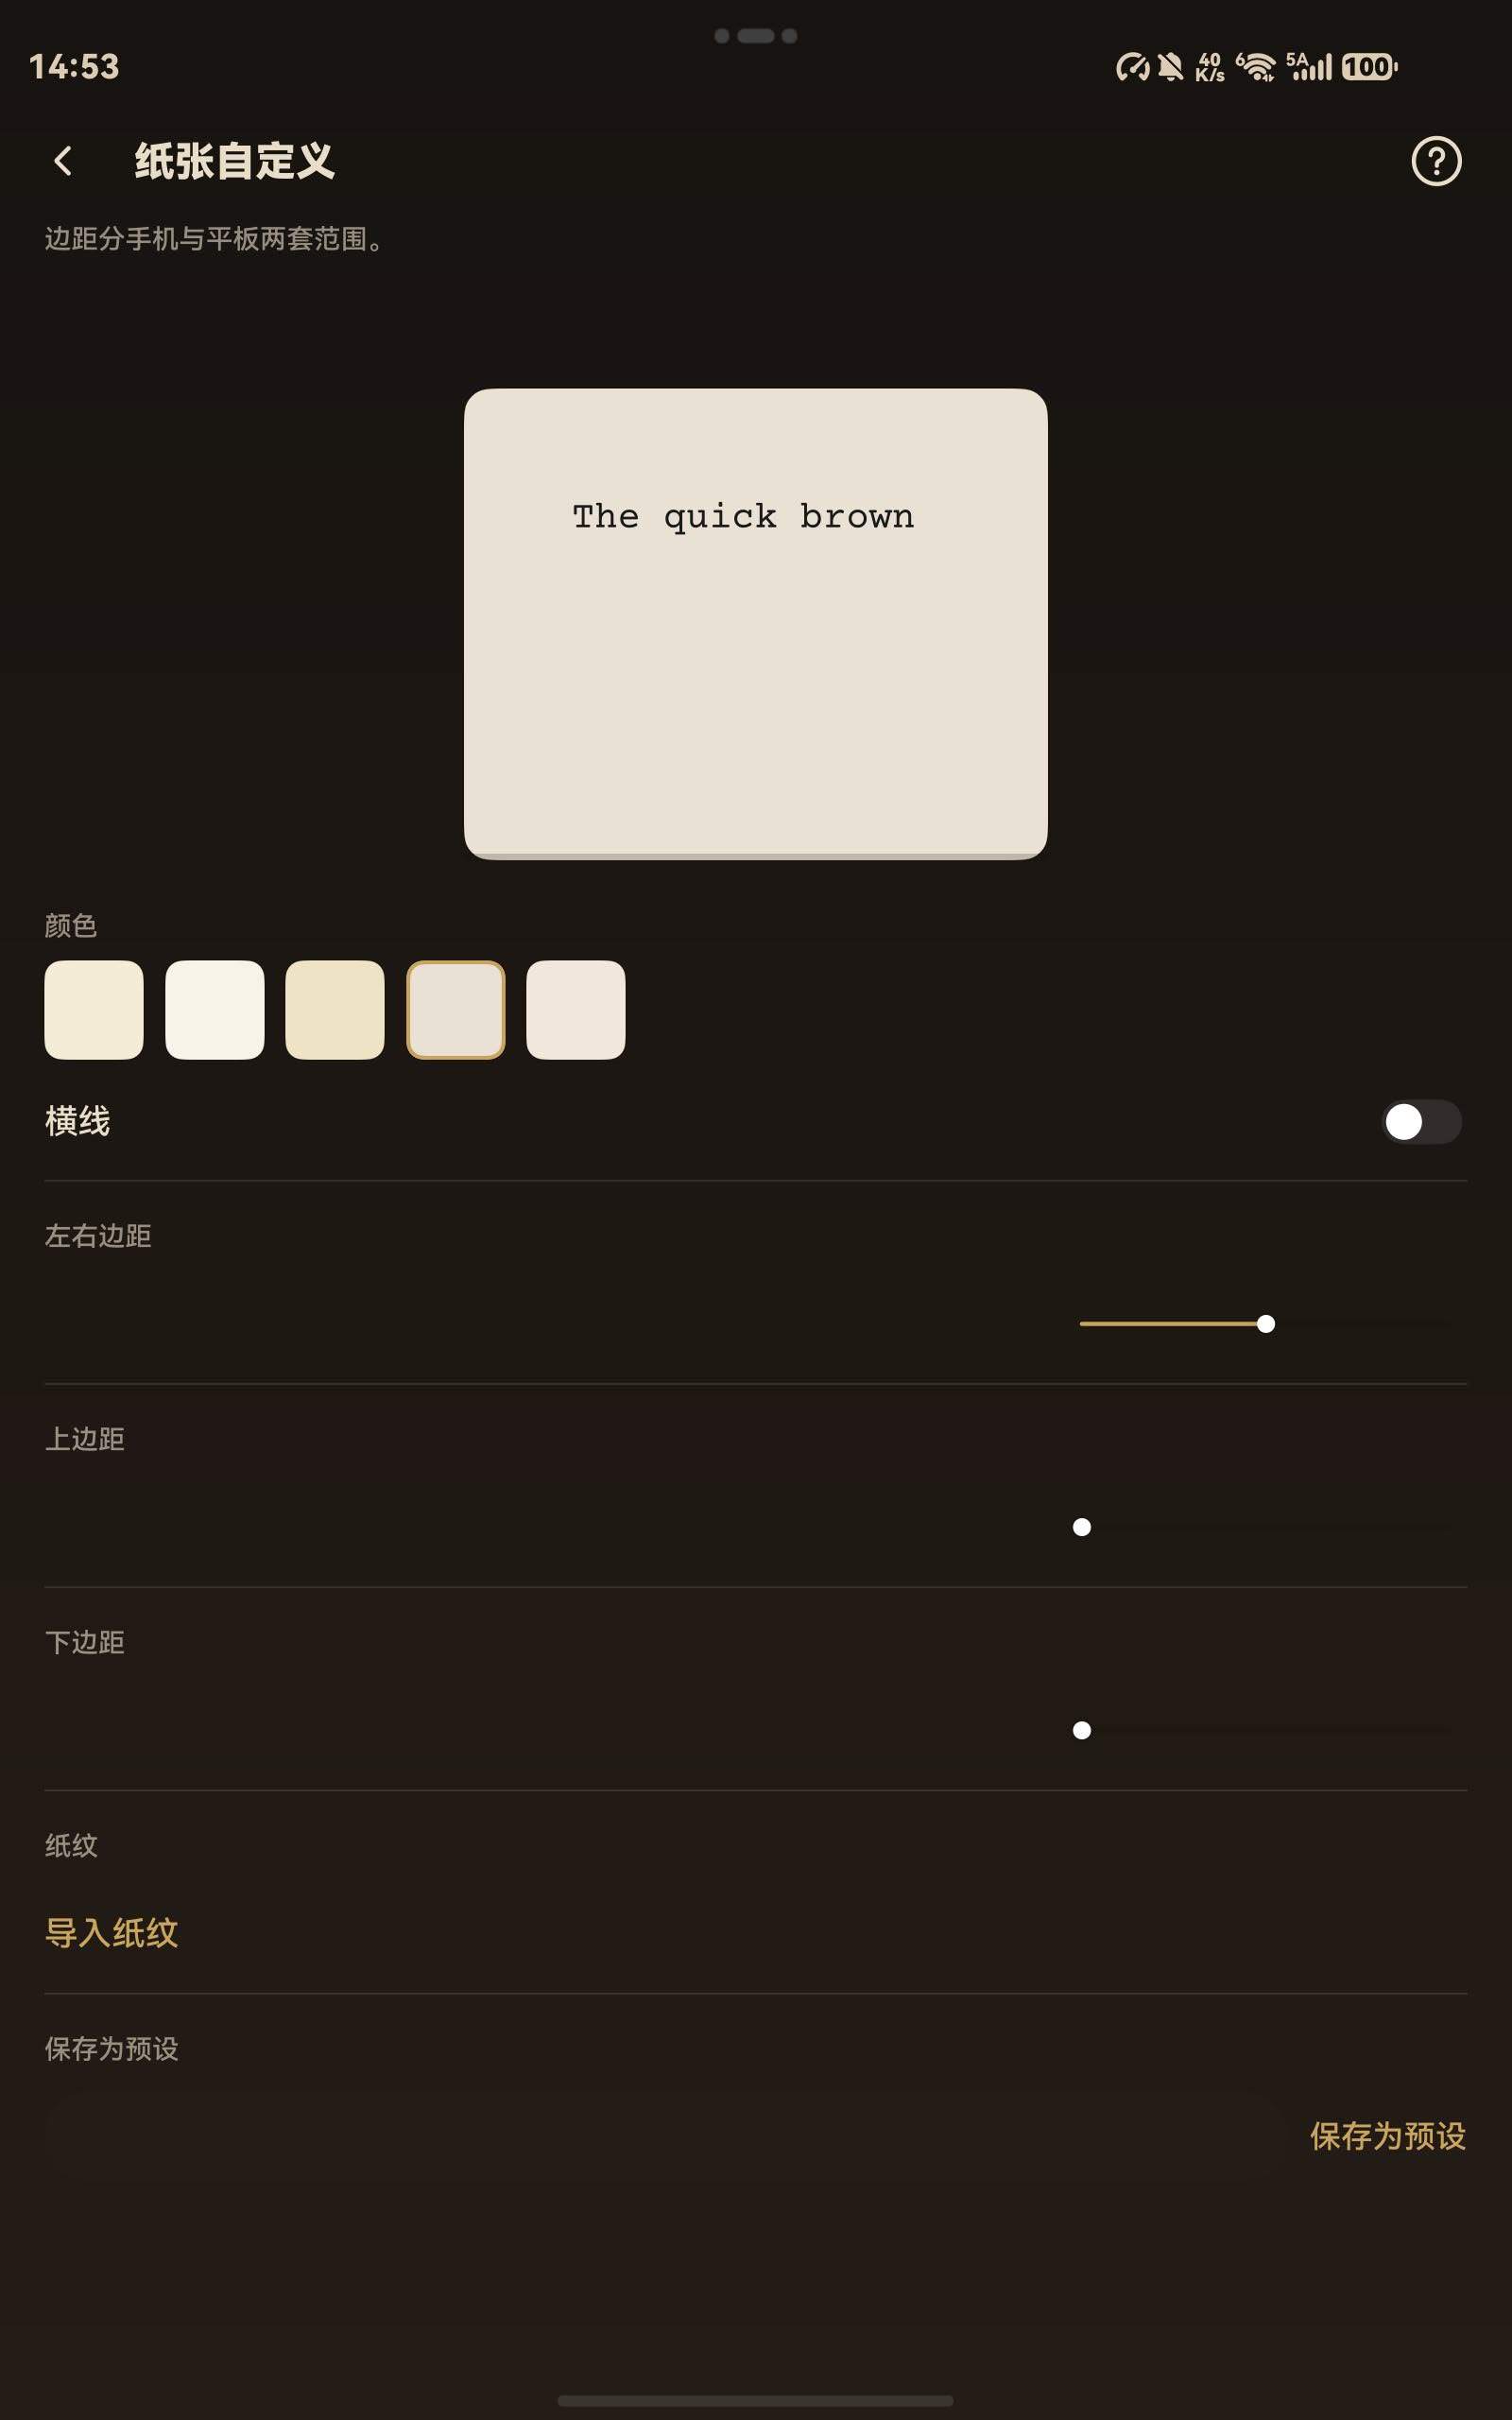 14:53
40 K/s 6 5A 100
纸张自定义
边距分手机与平板两套范围。
The quick brown
颜色
横线
左右边距
上边距
下边距
纸纹
导入纸纹
保存为预设
保存为预设